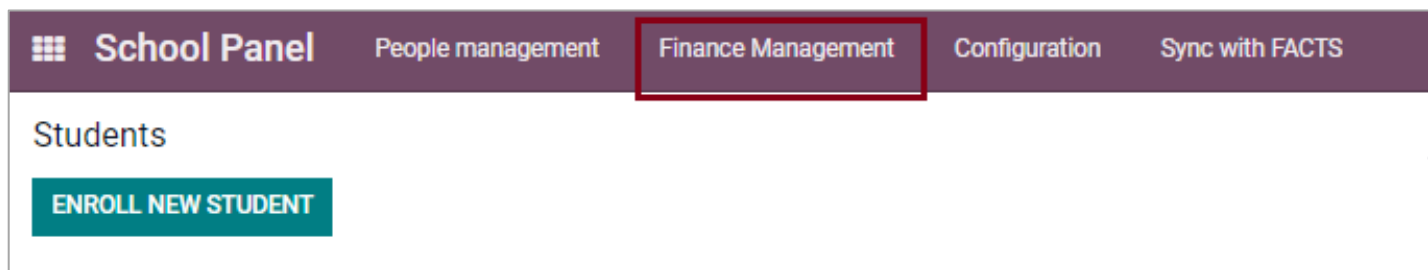 School Panel People management Finance Management Configuration Sync with FACTS
Students
ENROLL NEW STUDENT